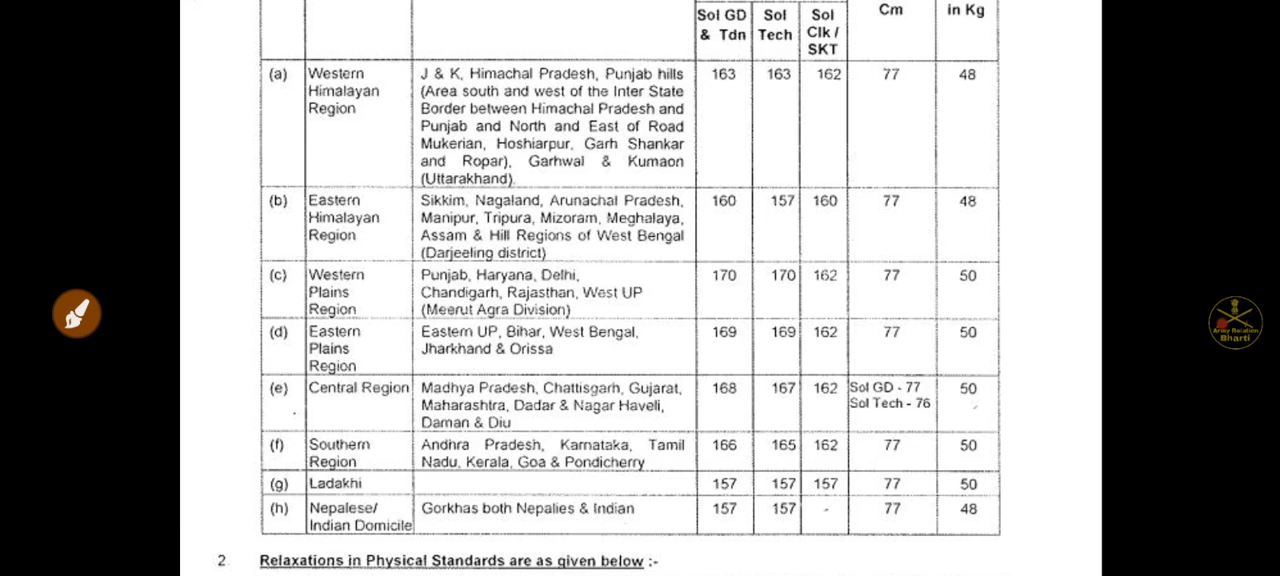 Sol GD Sol Sol Cm in Kg
& Tdn Tech Clk /
SKT
(a) Western J & K, Himachal Pradesh, Punjab hills 163 163 162 77 48
Himalayan (Area south and west of the Inter State
Region Border between Himachal Pradesh and
Punjab and North and East of Road
Mukerian, Hoshiarpur, Garh Shankar
and Ropar), Garhwal & Kumaon
(Uttarakhand).
(b) Eastern Sikkim, Nagaland, Arunachal Pradesh, 160 157 160 77 48
Himalayan Manipur, Tripura, Mizoram, Meghalaya,
Region Assam & Hill Regions of West Bengal
(Darjeeling district)
(c) Western Punjab, Haryana, Delhi, 170 170 162 77 50
Plains Chandigarh, Rajasthan, West UP
Region (Meerut Agra Division)
(d) Eastern Eastern UP, Bihar, West Bengal, 169 169 162 77 50
Plains Jharkhand & Orissa
Region
(e) Central Region Madhya Pradesh, Chattisgarh, Gujarat, 168 167 162 Sol GD - 77 50
Maharashtra, Dadar & Nagar Haveli, Sol Tech - 76
Daman & Diu
(f) Southern Andhra Pradesh, Karnataka, Tamil 166 165 162 77 50
Region Nadu, Kerala, Goa & Pondicherry
(g) Ladakhi 157 157 157 77 50
(h) Nepalese/ Gorkhas both Nepalies & Indian 157 157 - 77 48
Indian Domicile
2 Relaxations in Physical Standards are as given below :-
Army Relation
Bharti